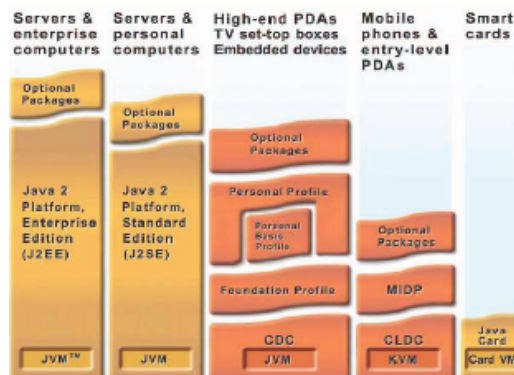 Servers &
enterprise
computers
Optional
Packages
Java 2
Platform,
Enterprise
Edition
(J2EE)
JVM™
Servers &
personal
computers
Optional
Packages
Java 2
Platform,
Standard
Edition
(J2SE)
JVM
High-end PDAs
TV set-top boxes
Embedded devices
Optional
Packages
Personal Profile
Personal
Basis
Profile
Foundation Profile
CDC
JVM
Mobile
phones &
entry-level
PDAs
Optional
Packages
MIDP
CLDC
KVM
Smart
cards
Java
Card
Card VM